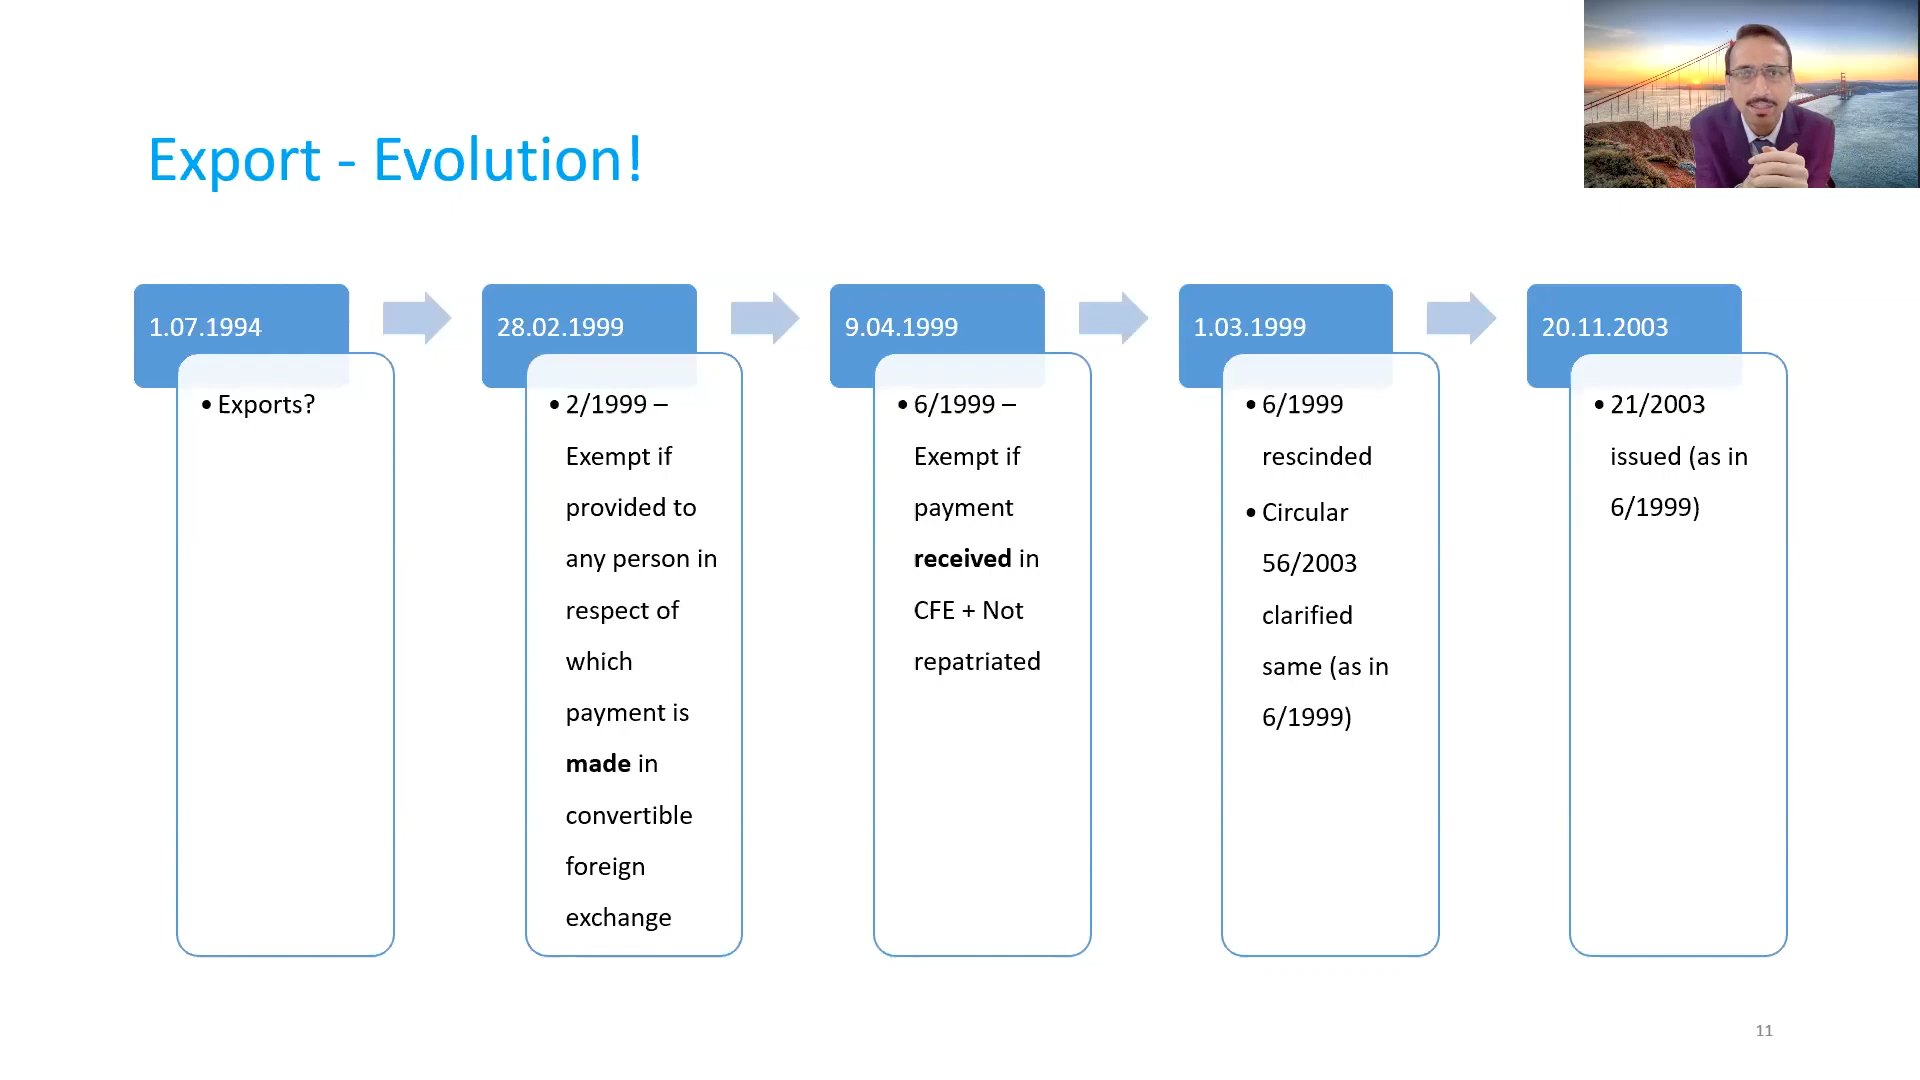 Export - Evolution!
1.07.1994
• Exports?
28.02.1999
• 2/1999 –
Exempt if
provided to
any person in
respect of
which
payment is
made in
convertible
foreign
exchange
9.04.1999
• 6/1999 –
Exempt if
payment
received in
CFE + Not
repatriated
1.03.1999
• 6/1999
rescinded
• Circular
56/2003
clarified
same (as in
6/1999)
20.11.2003
• 21/2003
issued (as in
6/1999)
11